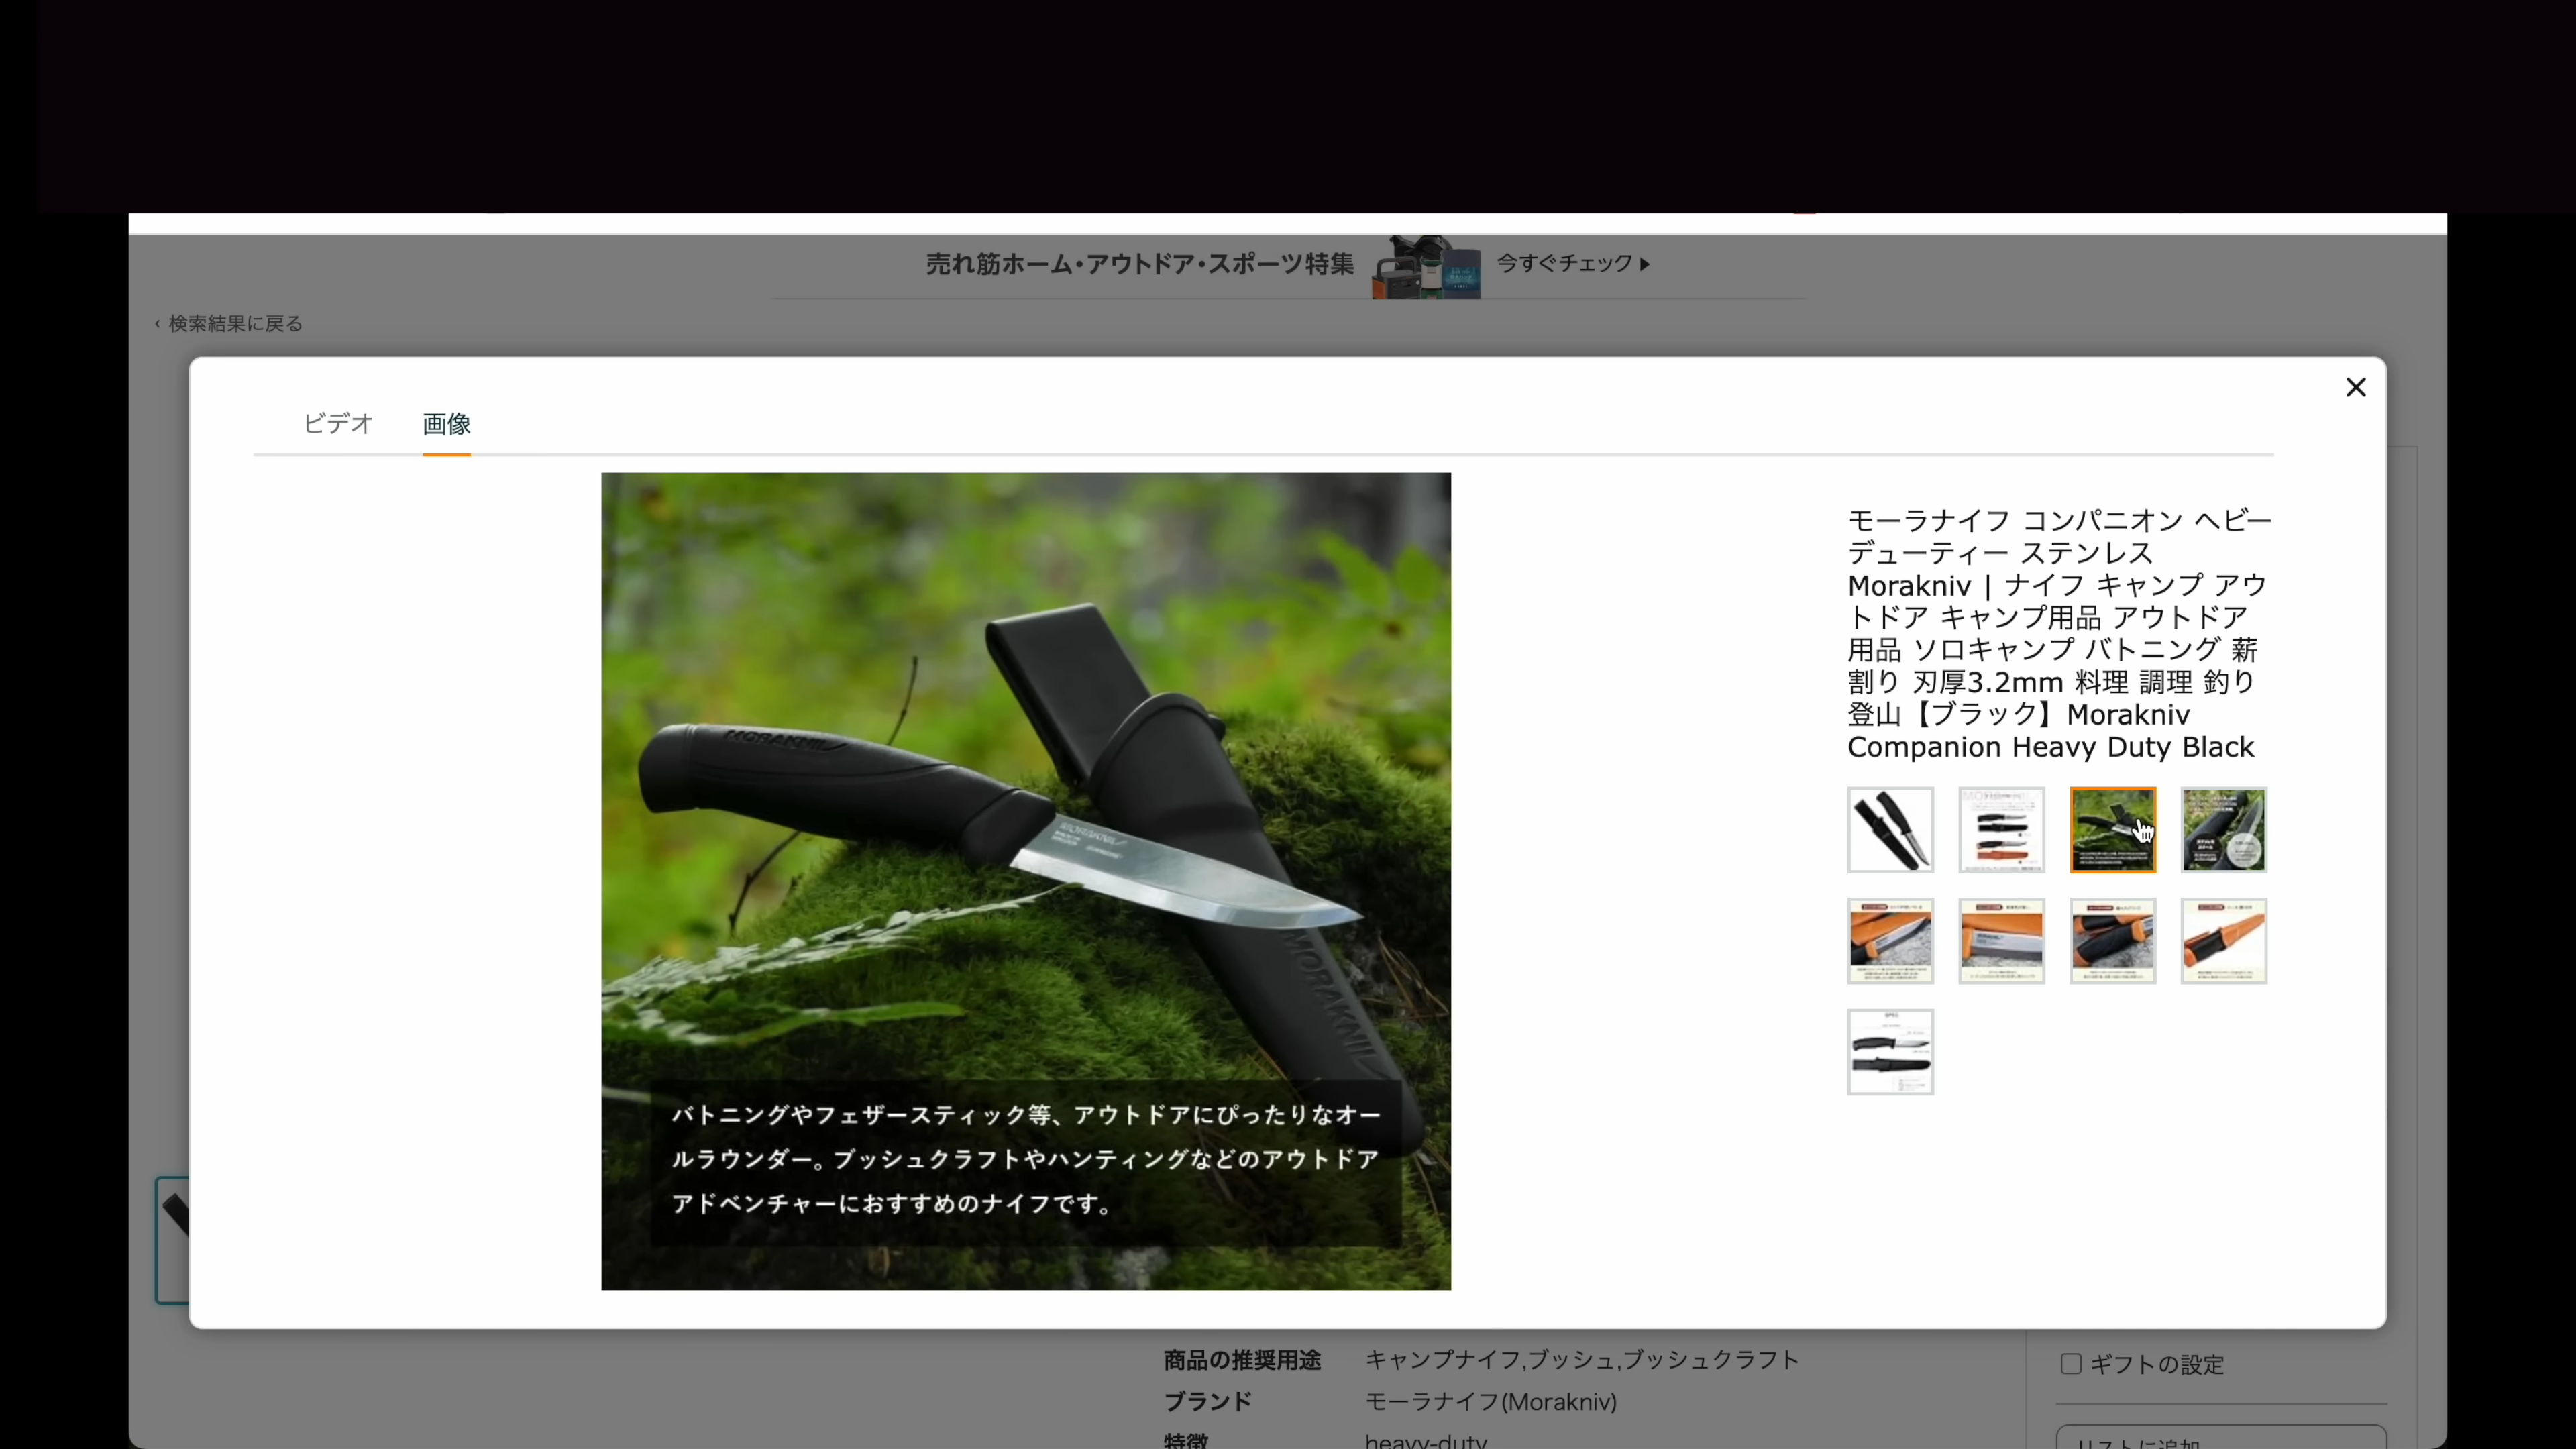 売れ筋ホーム・アウトドア・スポーツ特集 今すぐチェック
‹ 検索結果に戻る
ビデオ 画像
モーラナイフ コンパニオン ヘビー
デューティー ステンレス
Morakniv | ナイフ キャンプ アウ
トドア キャンプ用品 アウトドア
用品 ソロキャンプ バトニング 薪
割り 刃厚3.2mm 料理 調理 釣り
登山【ブラック】Morakniv
Companion Heavy Duty Black
MORAKNIV
MORAKNIV
MORAKNIV
バトニングやフェザースティック等、アウトドアにぴったりなオー
ルラウンダー。ブッシュクラフトやハンティングなどのアウトドア
アドベンチャーにおすすめのナイフです。
商品の推奨用途 キャンプナイフ,ブッシュ,ブッシュクラフト
ブランド モーラナイフ(Morakniv)
特徴 heavy-duty
ギフトの設定
リストに追加